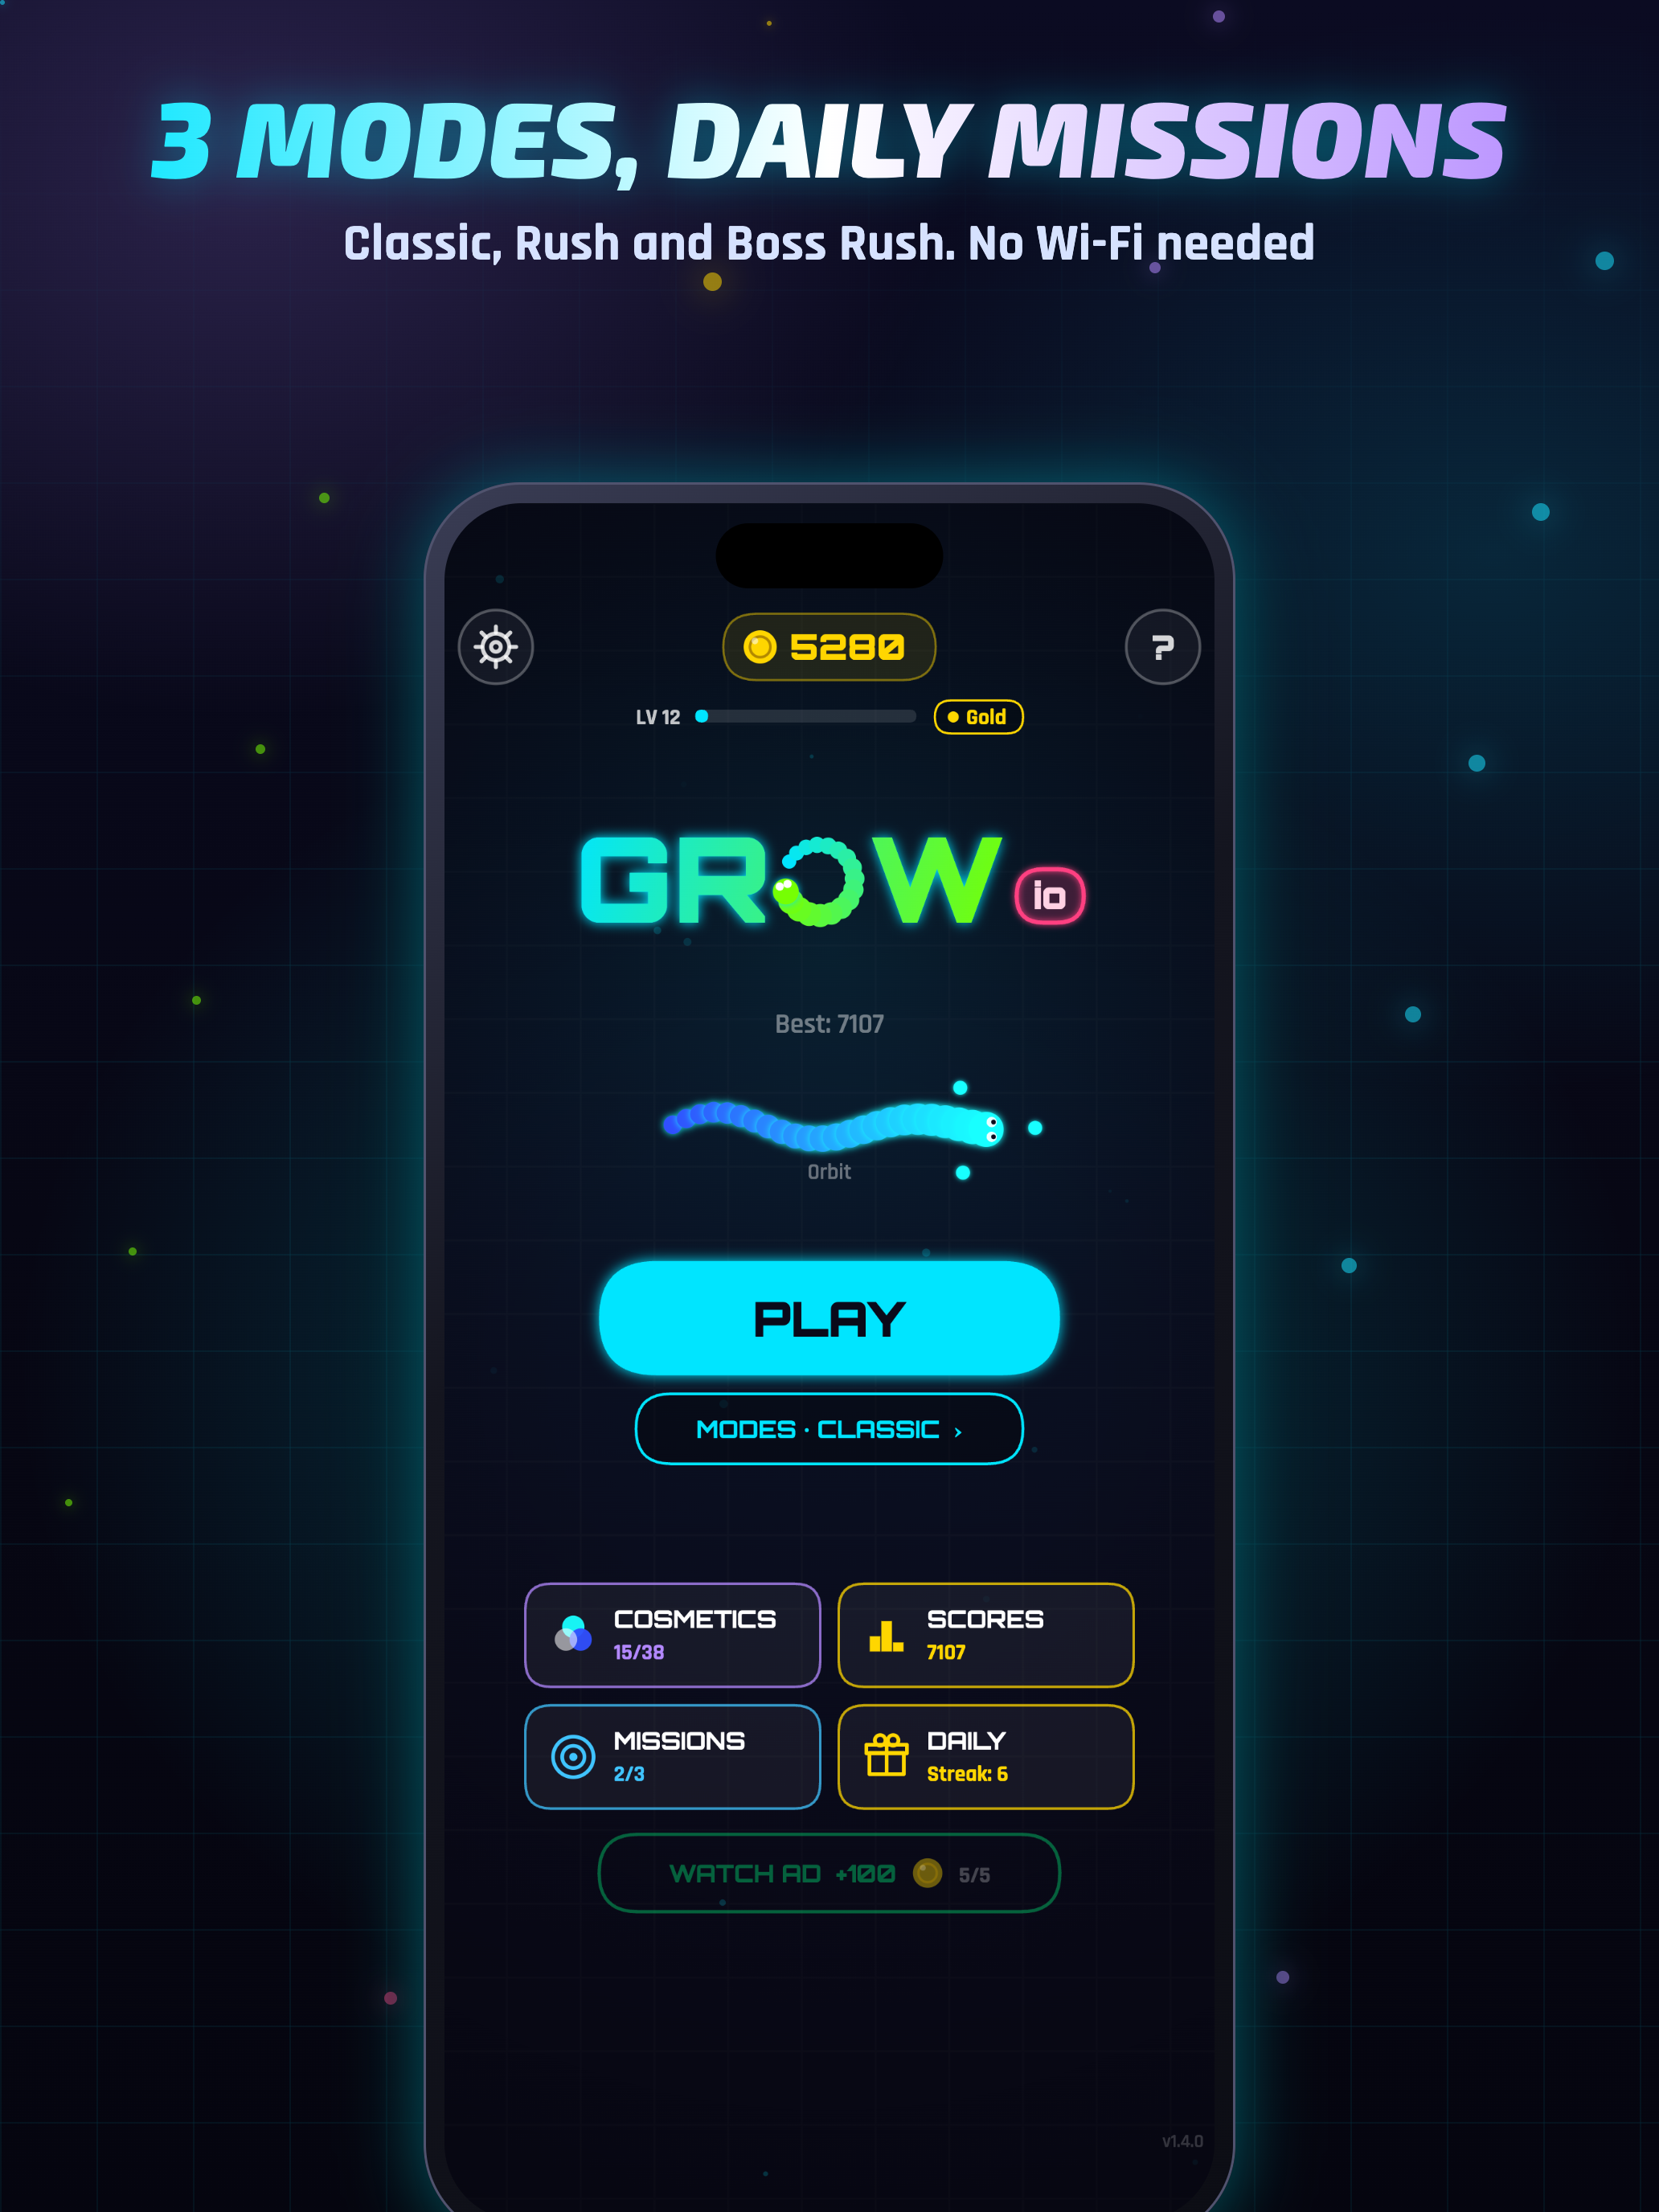 3 MODES, DAILY MISSIONS
Classic, Rush and Boss Rush. No Wi-Fi needed
5280
?
LV 12
Gold
GROW io
Best: 7107
Orbit
PLAY
MODES · CLASSIC ›
COSMETICS
15/38
SCORES
7107
MISSIONS
2/3
DAILY
Streak: 6
WATCH AD +100 5/5
v1.4.0